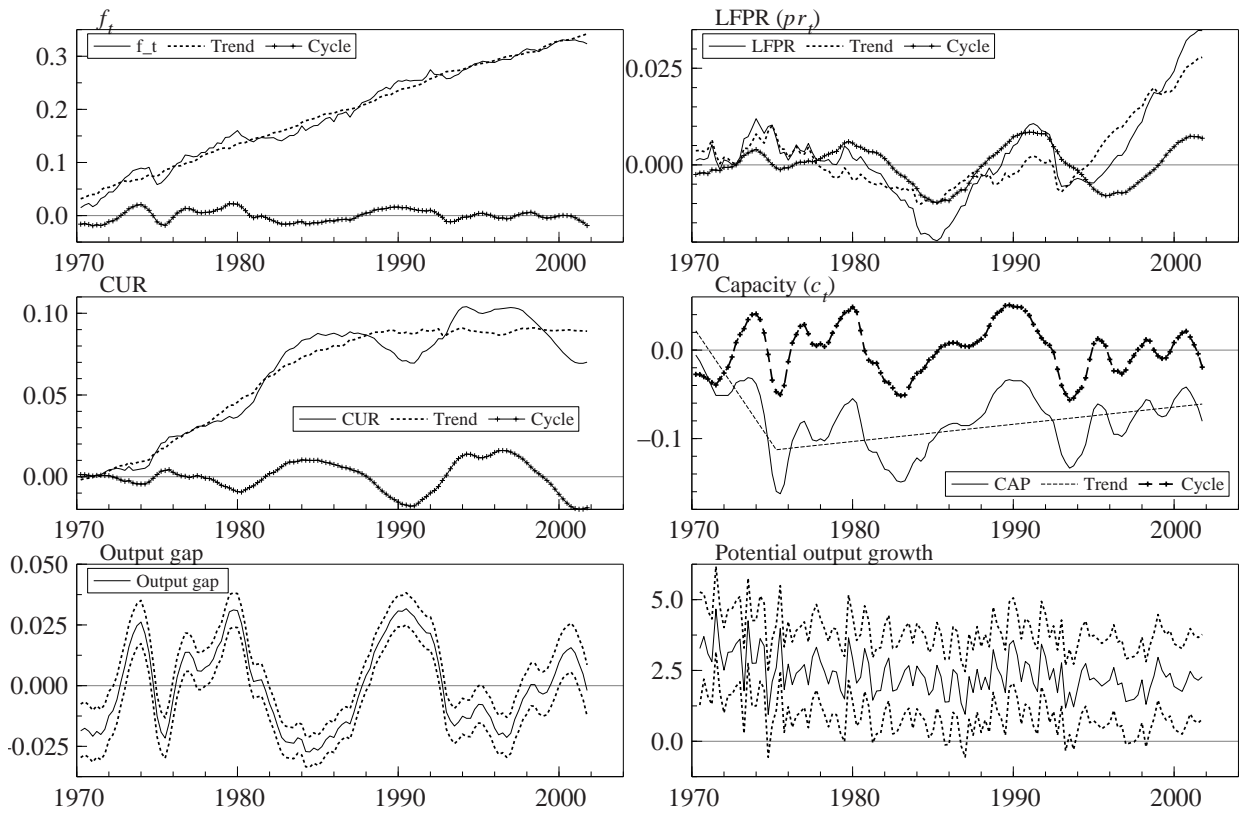 f_t
f_t Trend Cycle
0.3
0.2
0.1
0.0
1970 1980 1990 2000
LFPR (pr_t)
LFPR Trend Cycle
0.025
0.000
1970 1980 1990 2000
CUR
0.10
0.05
0.00
CUR Trend Cycle
1970 1980 1990 2000
Capacity (c_t)
0.0
−0.1
CAP Trend Cycle
1970 1980 1990 2000
Output gap
0.050
Output gap
0.025
0.000
-0.025
1970 1980 1990 2000
Potential output growth
5.0
2.5
0.0
1970 1980 1990 2000